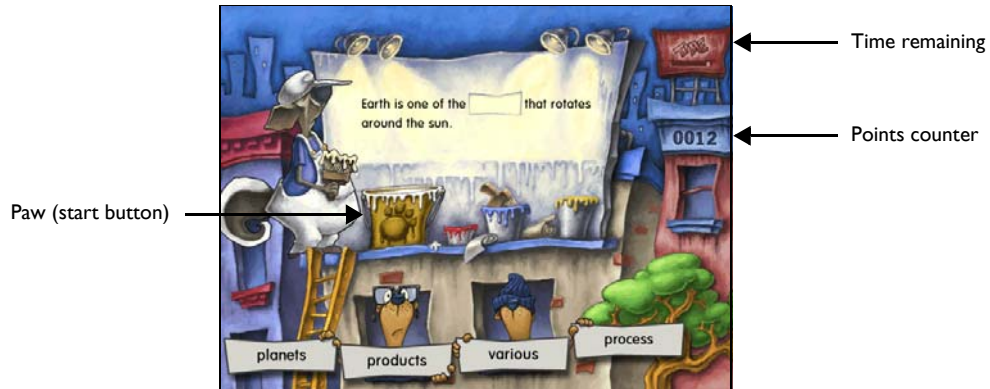 Time remaining
Earth is one of the that rotates
around the sun.
0012
Points counter
Paw (start button)
planets
products
various
process